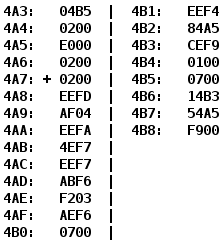 4A3:   04B5  |  4B1:   EEF4
4A4:   0200  |  4B2:   84A5
4A5:   E000  |  4B3:   CEF9
4A6:   0200  |  4B4:   0100
4A7: + 0200  |  4B5:   0700
4A8:   EEFD  |  4B6:   14B3
4A9:   AF04  |  4B7:   54A5
4AA:   EEFA  |  4B8:   F900
4AB:   4EF7  |
4AC:   EEF7  |
4AD:   ABF6  |
4AE:   F203  |
4AF:   AEF6  |
4B0:   0700  |